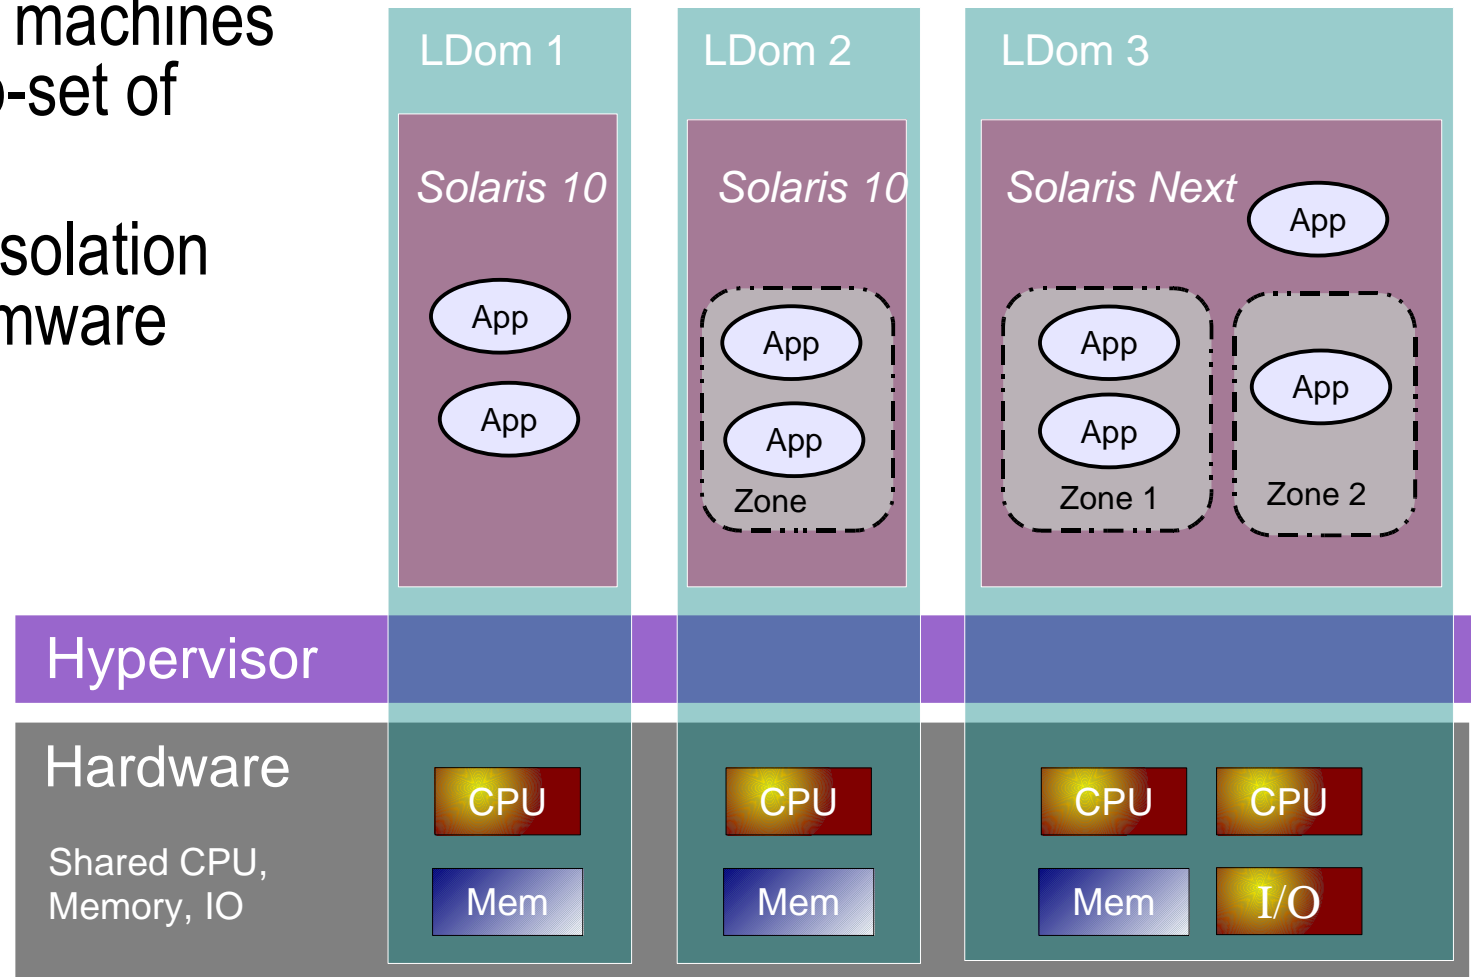 machines
-set of
solation
mware
LDom 1
Solaris 10
App
App
LDom 2
Solaris 10
App
App
Zone
LDom 3
Solaris Next
App
App
App
Zone 1
App
Zone 2
Hypervisor
Hardware
Shared CPU,
Memory, IO
CPU
Mem
CPU
Mem
CPU
CPU
Mem
I/O